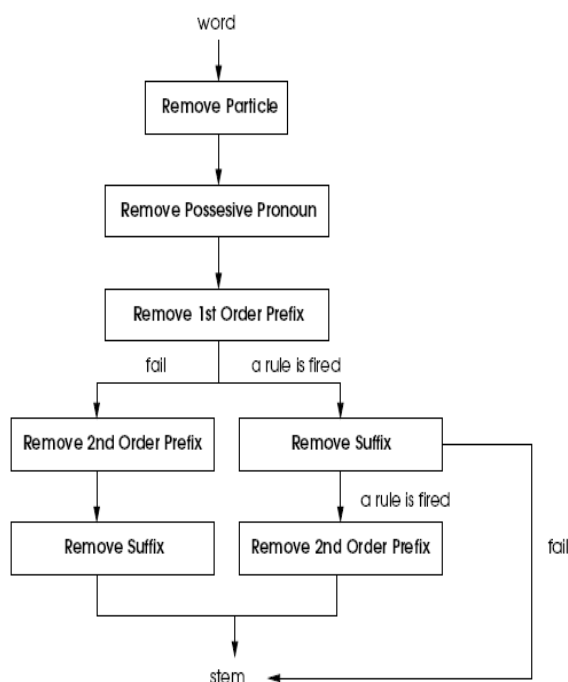 word
Remove Particle
Remove Possesive Pronoun
Remove 1st Order Prefix
fail
a rule is fired
Remove 2nd Order Prefix
Remove Suffix
a rule is fired
Remove Suffix
Remove 2nd Order Prefix
fail
stem